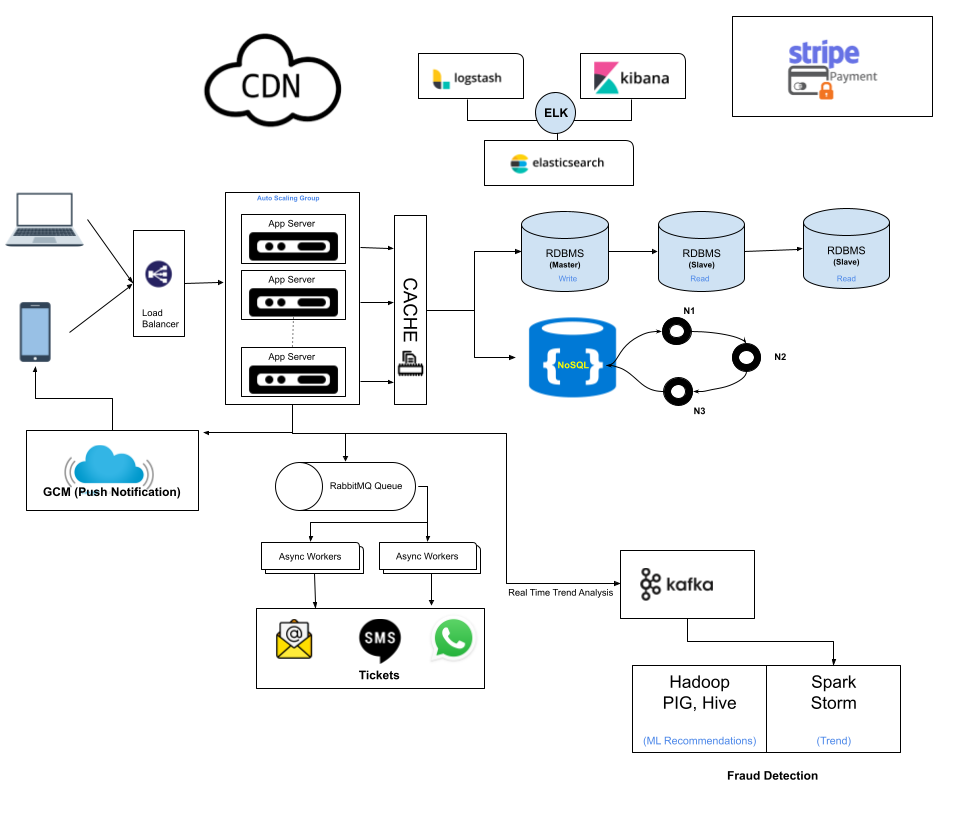 CDN
logstash
kibana
ELK
elasticsearch
stripe
Payment
Auto Scaling Group
App Server
App Server
App Server
Load
Balancer
CACHE
RDBMS
(Master)
Write
RDBMS
(Slave)
Read
RDBMS
(Slave)
Read
{NoSQL}
N1
N2
N3
GCM (Push Notification)
RabbitMQ Queue
Async Workers
Async Workers
@
SMS
Tickets
Real Time Trend Analysis
kafka
Hadoop
PIG, Hive
(ML Recommendations)
Spark
Storm
(Trend)
Fraud Detection